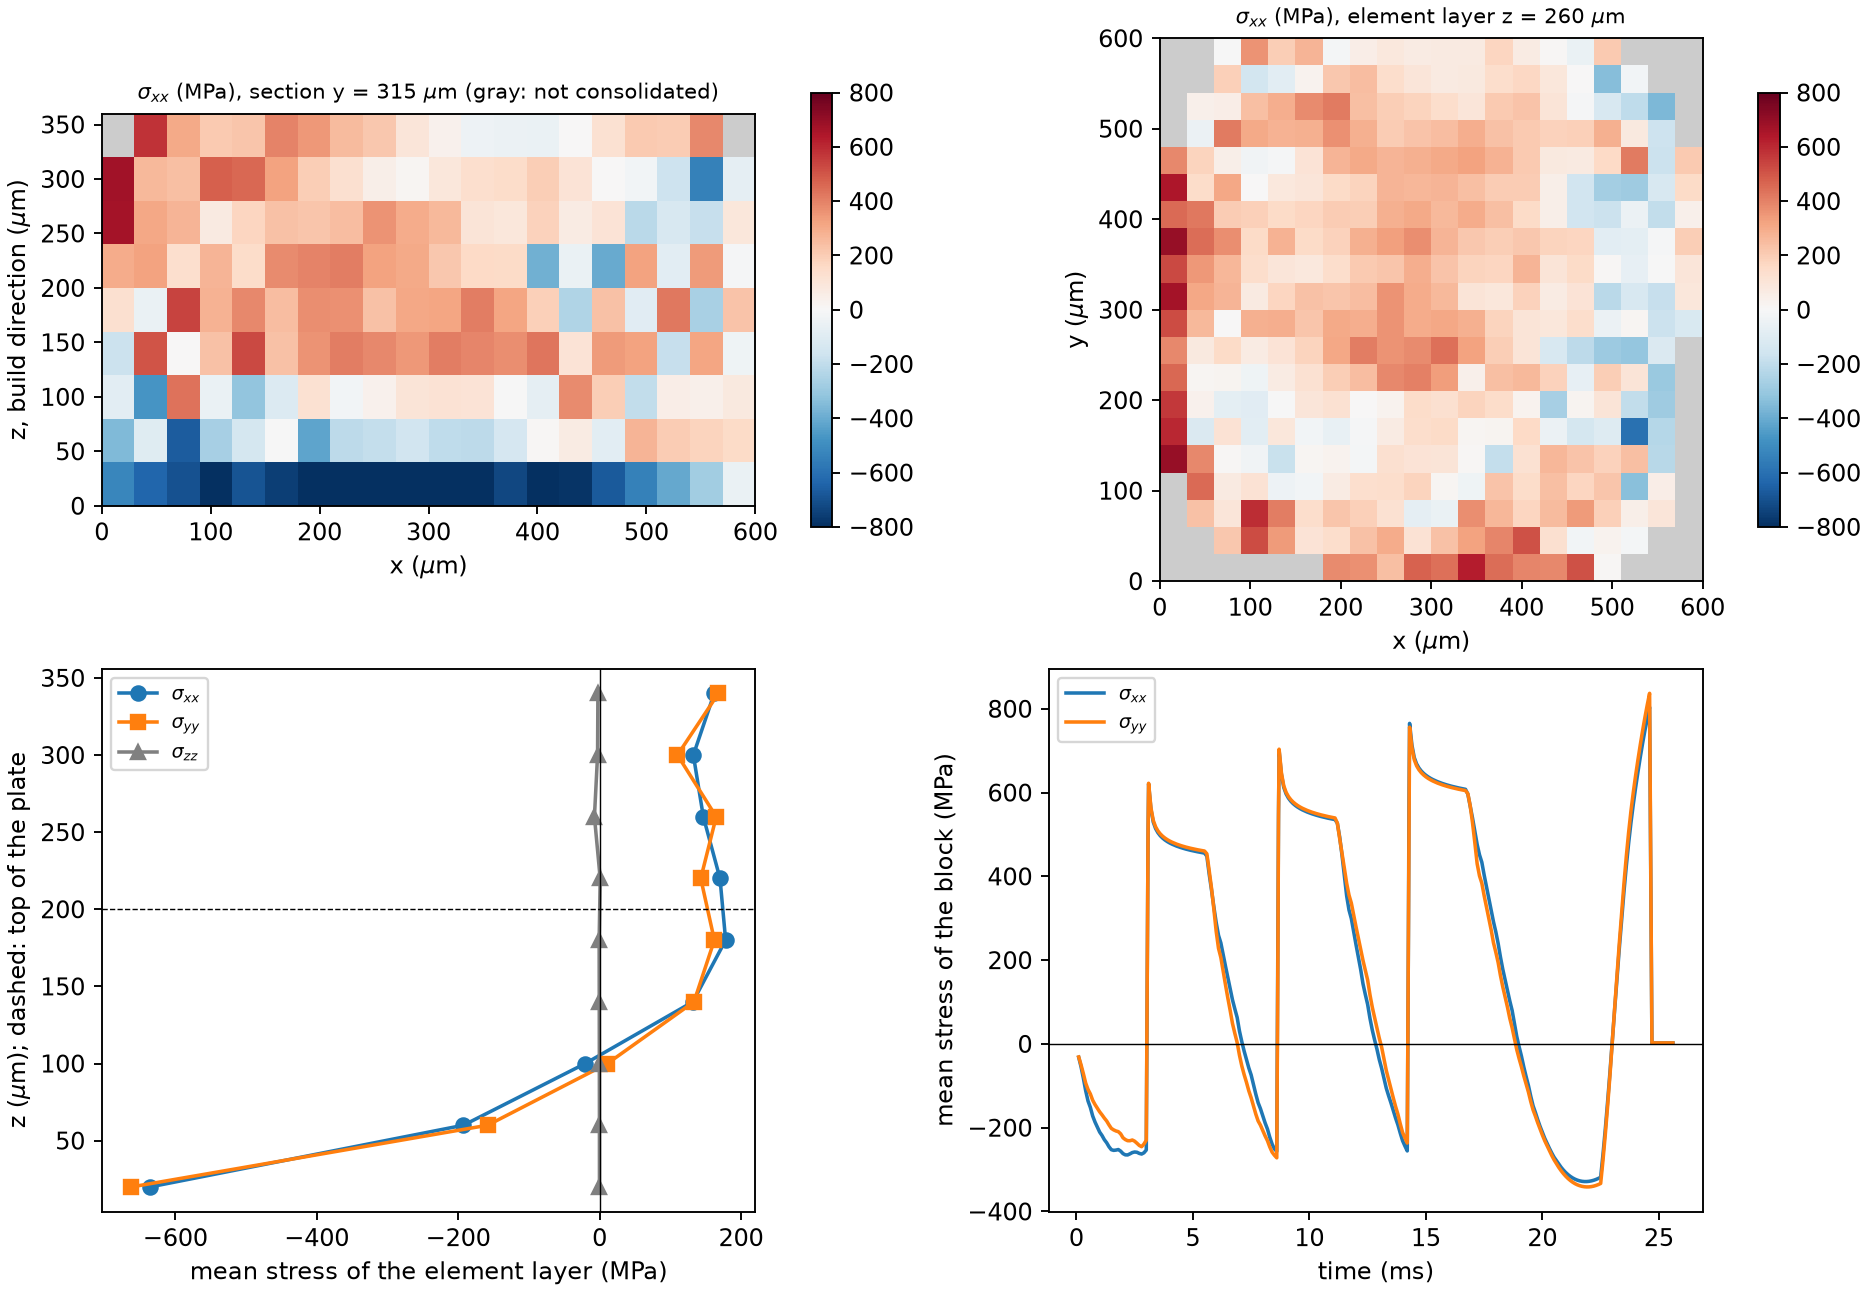 σxx (MPa), section y = 315 μm (gray: not consolidated)
350
300
250
200
150
100
50
0
z, build direction (μm)
0 100 200 300 400 500 600
x (μm)
800
600
400
200
0
−200
−400
−600
−800
σxx (MPa), element layer z = 260 μm
600
500
400
300
200
100
0
y (μm)
0 100 200 300 400 500 600
x (μm)
800
600
400
200
0
−200
−400
−600
−800
σxx
σyy
σzz
350
300
250
200
150
100
50
z (μm); dashed: top of the plate
−600 −400 −200 0 200
mean stress of the element layer (MPa)
σxx
σyy
800
600
400
200
0
−200
−400
mean stress of the block (MPa)
0 5 10 15 20 25
time (ms)